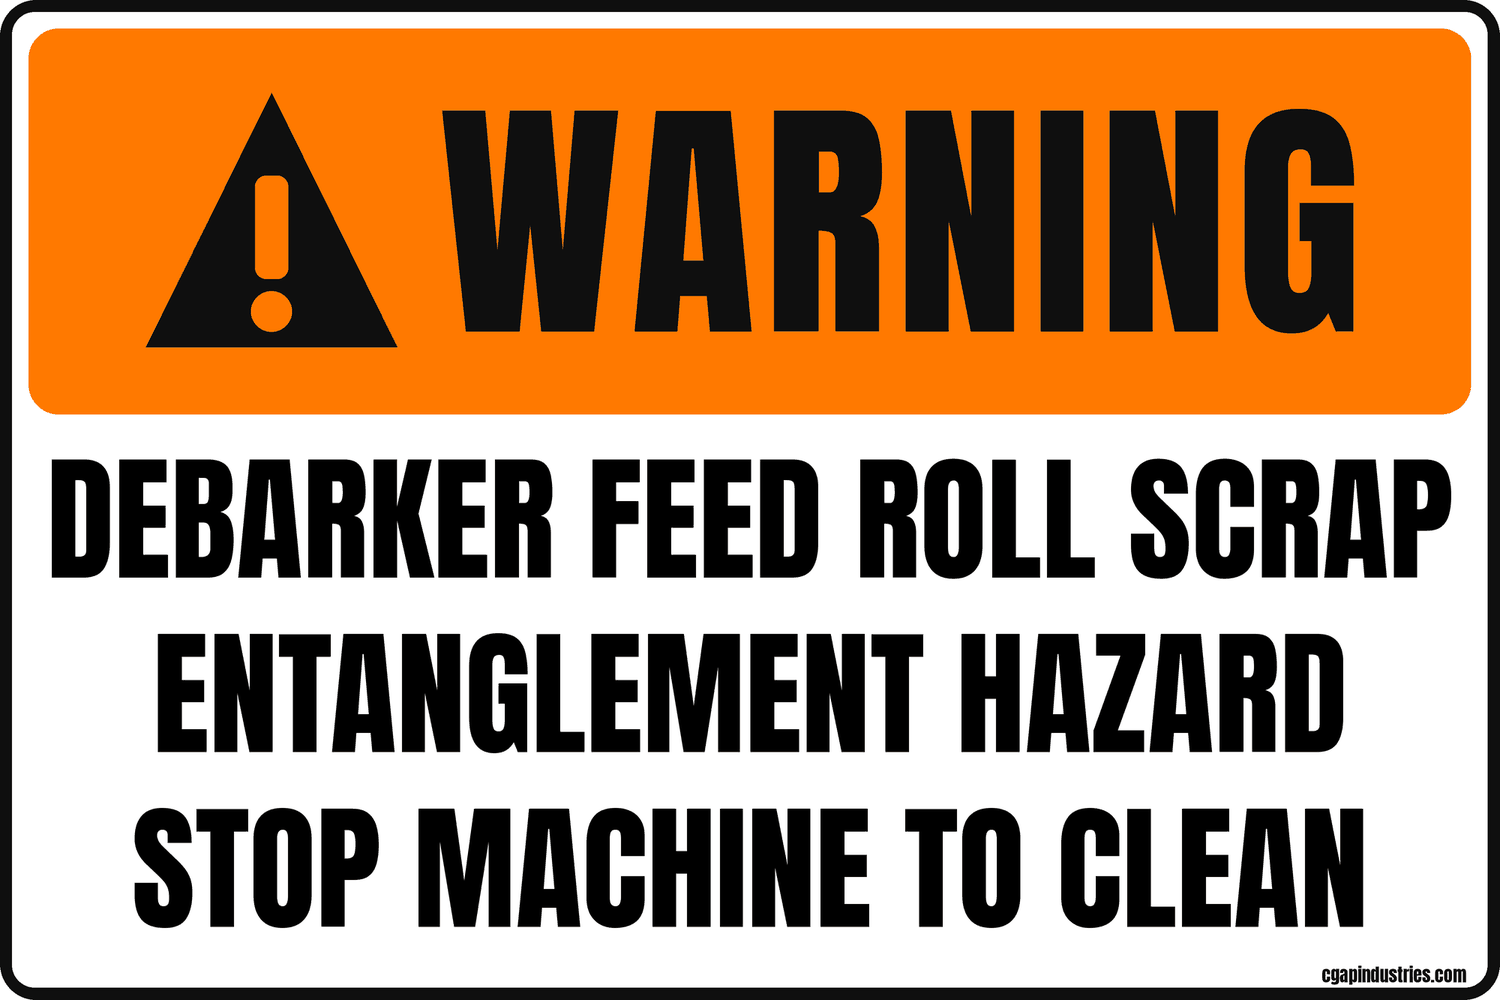 WARNING
DEBARKER FEED ROLL SCRAP
ENTANGLEMENT HAZARD
STOP MACHINE TO CLEAN
cgapindustries.com